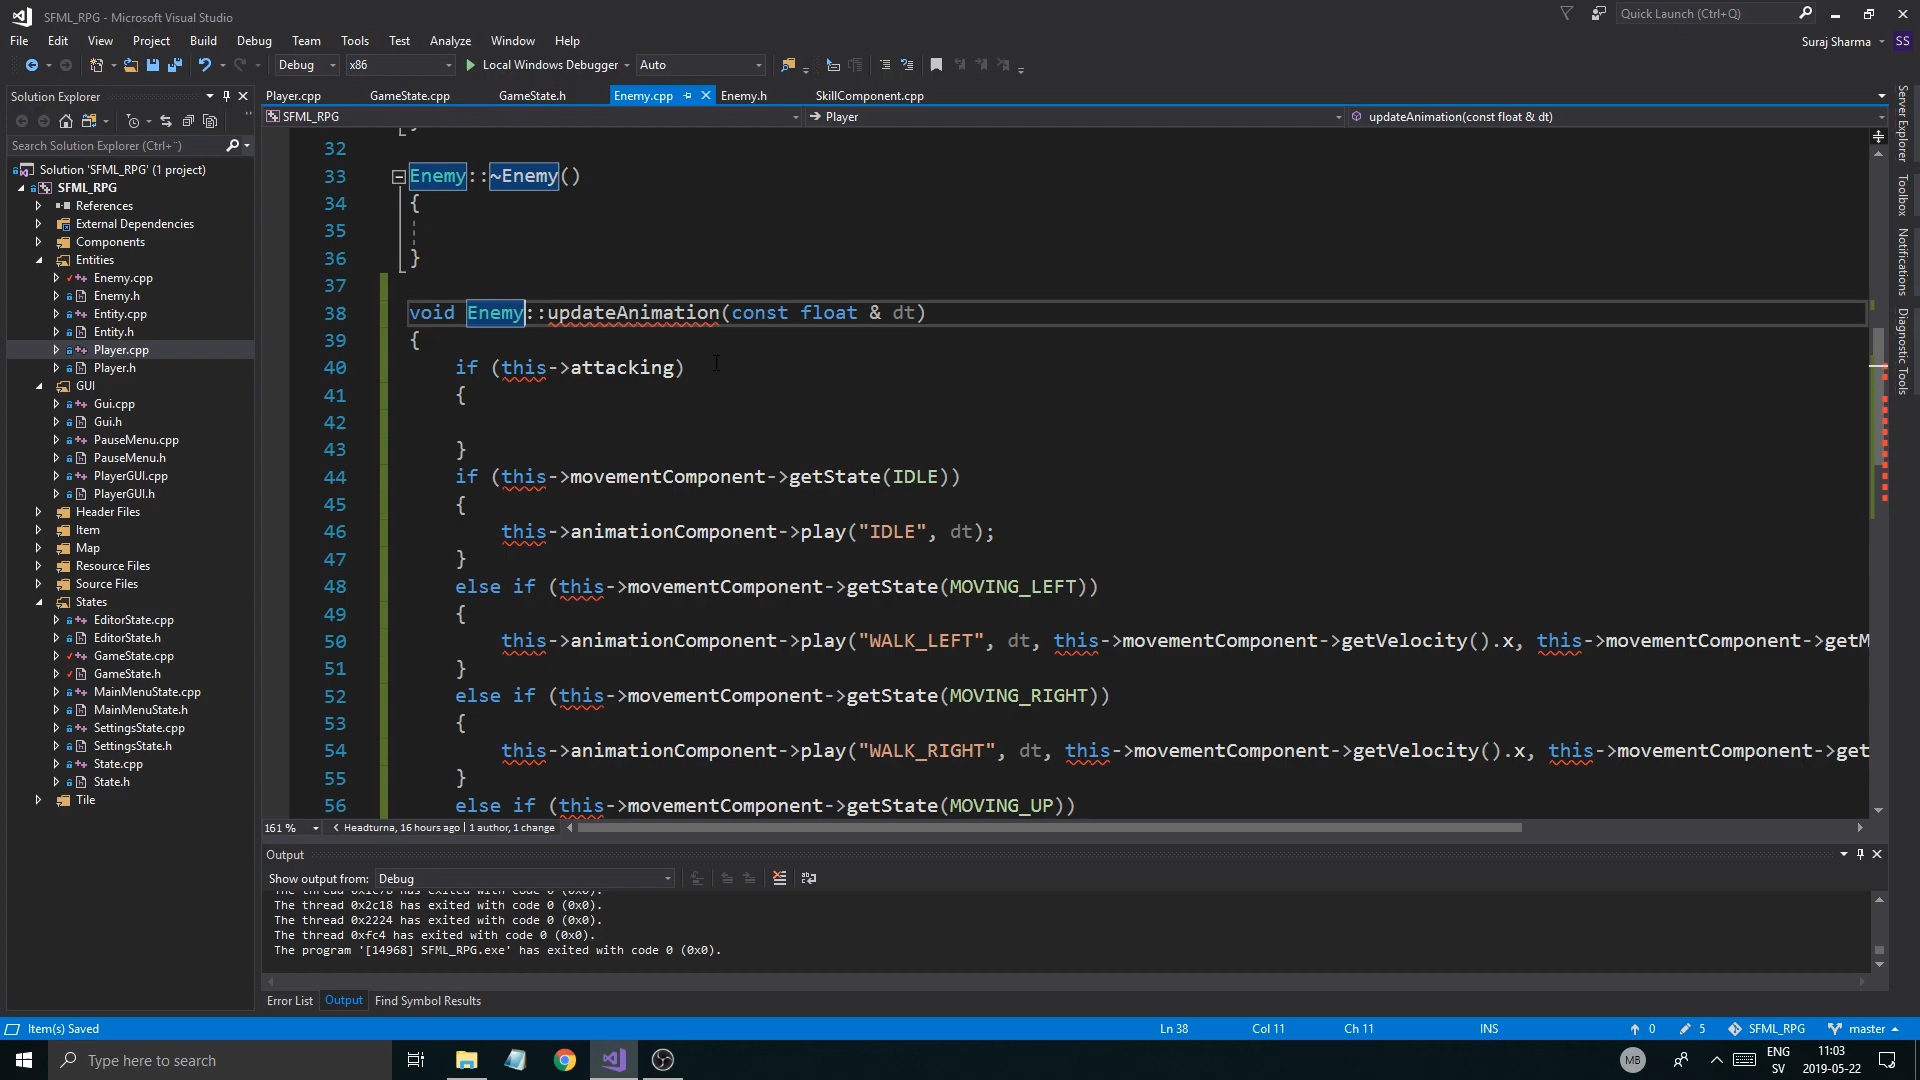 SFML_RPG - Microsoft Visual Studio
Quick Launch (Ctrl+Q)
File Edit View Project Build Debug Team Tools Test Analyze Window Help
Suraj Sharma SS
Debug x86 Local Windows Debugger Auto
Solution Explorer
Player.cpp GameState.cpp GameState.h Enemy.cpp Enemy.h SkillComponent.cpp
SFML_RPG Player updateAnimation(const float & dt)
Search Solution Explorer (Ctrl+¨)
Solution 'SFML_RPG' (1 project)
SFML_RPG
References
External Dependencies
Components
Entities
Enemy.cpp
Enemy.h
Entity.cpp
Entity.h
Player.cpp
Player.h
GUI
Gui.cpp
Gui.h
PauseMenu.cpp
PauseMenu.h
PlayerGUI.cpp
PlayerGUI.h
Header Files
Item
Map
Resource Files
Source Files
States
EditorState.cpp
EditorState.h
GameState.cpp
GameState.h
MainMenuState.cpp
MainMenuState.h
SettingsState.cpp
SettingsState.h
State.cpp
State.h
Tile
32
33 Enemy::~Enemy()
34 {
35
36 }
37
38 void Enemy::updateAnimation(const float & dt)
39 {
40 if (this->attacking)
41 {
42
43 }
44 if (this->movementComponent->getState(IDLE))
45 {
46 this->animationComponent->play("IDLE", dt);
47 }
48 else if (this->movementComponent->getState(MOVING_LEFT))
49 {
50 this->animationComponent->play("WALK_LEFT", dt, this->movementComponent->getVelocity().x, this->movementComponent->getM
51 }
52 else if (this->movementComponent->getState(MOVING_RIGHT))
53 {
54 this->animationComponent->play("WALK_RIGHT", dt, this->movementComponent->getVelocity().x, this->movementComponent->get
55 }
56 else if (this->movementComponent->getState(MOVING_UP))
161 % Headturna, 16 hours ago | 1 author, 1 change
Server Explorer
Toolbox
Notifications
Diagnostic Tools
Output
Show output from: Debug
The thread 0x2c18 has exited with code 0 (0x0).
The thread 0x2224 has exited with code 0 (0x0).
The thread 0xfc4 has exited with code 0 (0x0).
The program '[14968] SFML_RPG.exe' has exited with code 0 (0x0).
Error List Output Find Symbol Results
Item(s) Saved Ln 38 Col 11 Ch 11 INS 0 5 SFML_RPG master
Type here to search
MB
ENG
SV
11:03
2019-05-22